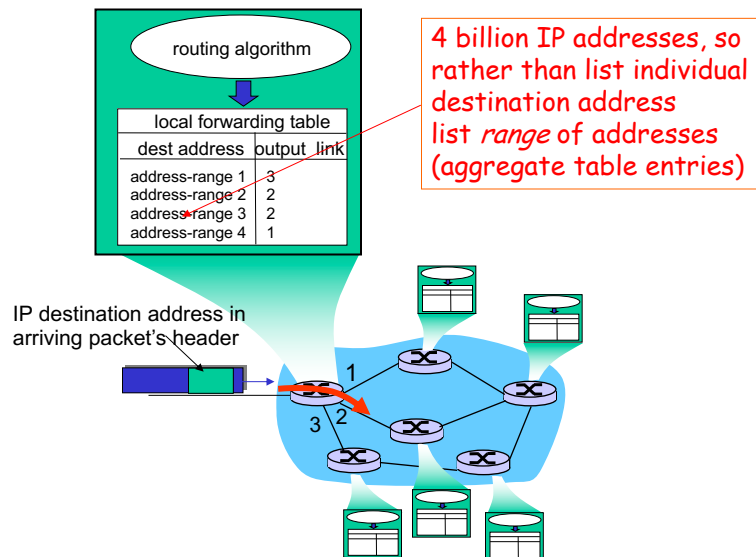 routing algorithm
local forwarding table
dest address output link
address-range 1 3
address-range 2 2
address-range 3 2
address-range 4 1
4 billion IP addresses, so
rather than list individual
destination address
list range of addresses
(aggregate table entries)
IP destination address in
arriving packet's header
1
2
3